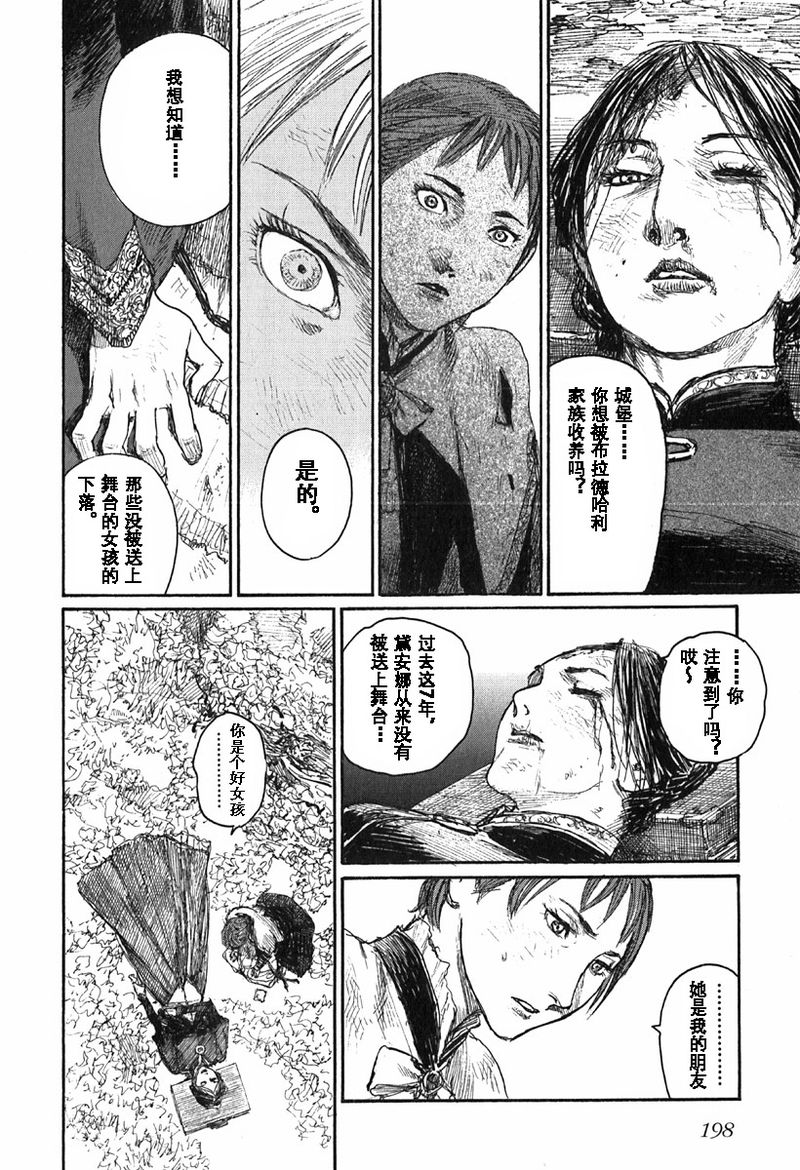 城堡……
你想被布拉德哈利
家族收养吗？
是的。
我想知
道……
那些没被送上
舞台的女孩的
下落。
……你
注意到了吗？
哎～
过去这7年，
黛安娜从来没有
被送上舞台…
…………
她是我的朋友
你是个好女孩
…………
198